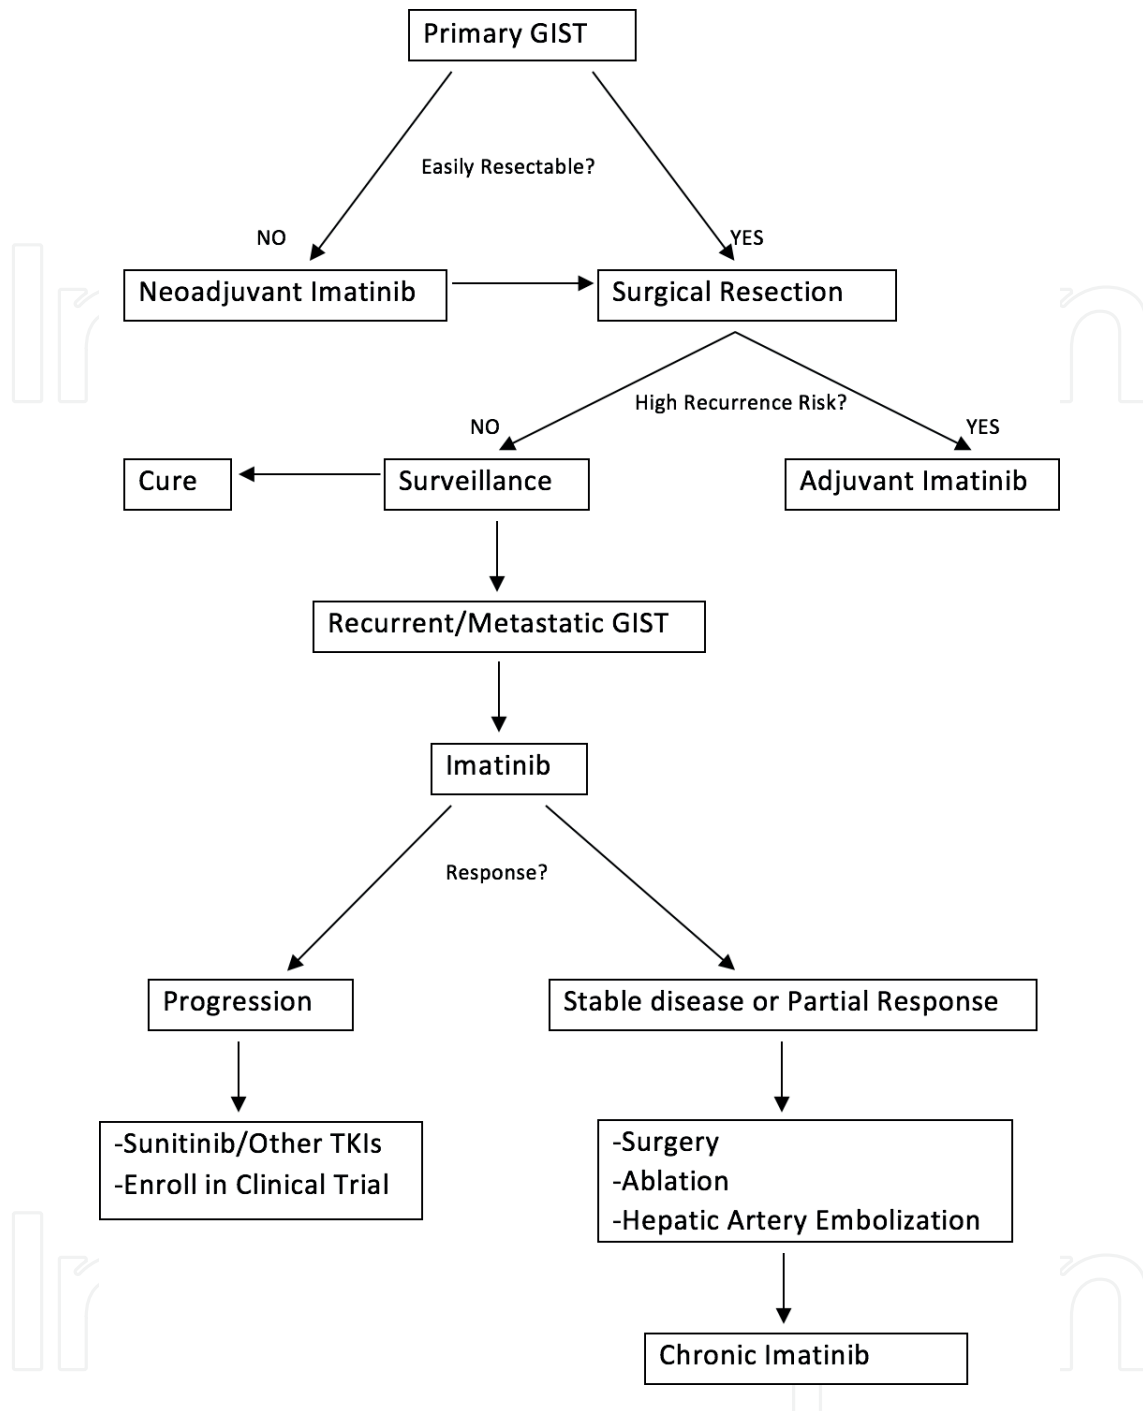 Primary GIST
Easily Resectable?
NO
YES
Neoadjuvant Imatinib
Surgical Resection
High Recurrence Risk?
NO
YES
Cure
Surveillance
Adjuvant Imatinib
Recurrent/Metastatic GIST
Imatinib
Response?
Progression
Stable disease or Partial Response
-Sunitinib/Other TKIs
-Enroll in Clinical Trial
-Surgery
-Ablation
-Hepatic Artery Embolization
Chronic Imatinib